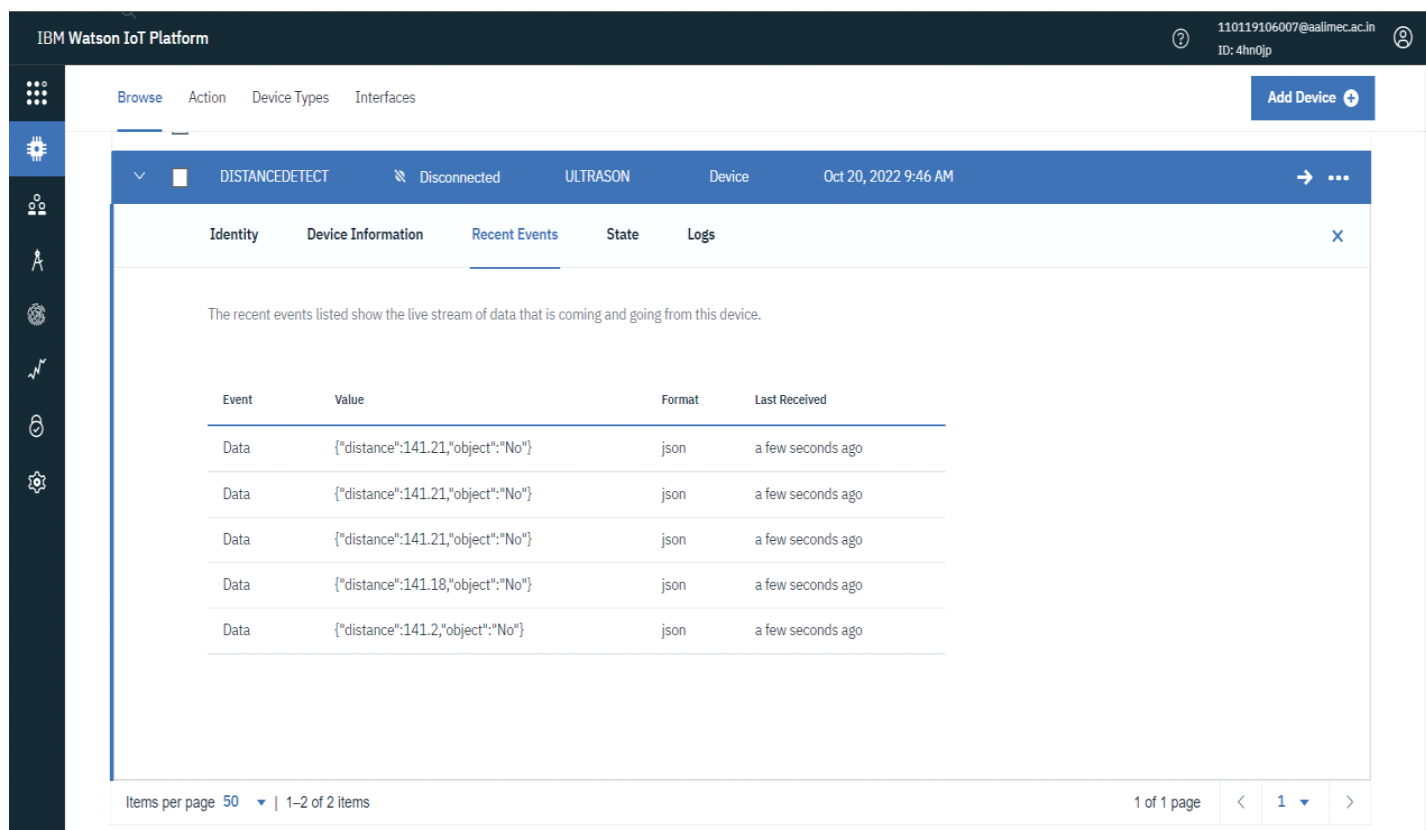 IBM Watson IoT Platform
110119106007@aalimec.ac.in
ID: 4hn0jp
Browse Action Device Types Interfaces
Add Device
DISTANCEDETECT Disconnected ULTRASON Device Oct 20, 2022 9:46 AM
Identity Device Information Recent Events State Logs
The recent events listed show the live stream of data that is coming and going from this device.
Event Value Format Last Received
Data {"distance":141.21,"object":"No"} json a few seconds ago
Data {"distance":141.21,"object":"No"} json a few seconds ago
Data {"distance":141.21,"object":"No"} json a few seconds ago
Data {"distance":141.18,"object":"No"} json a few seconds ago
Data {"distance":141.2,"object":"No"} json a few seconds ago
Items per page 50 | 1–2 of 2 items 1 of 1 page 1